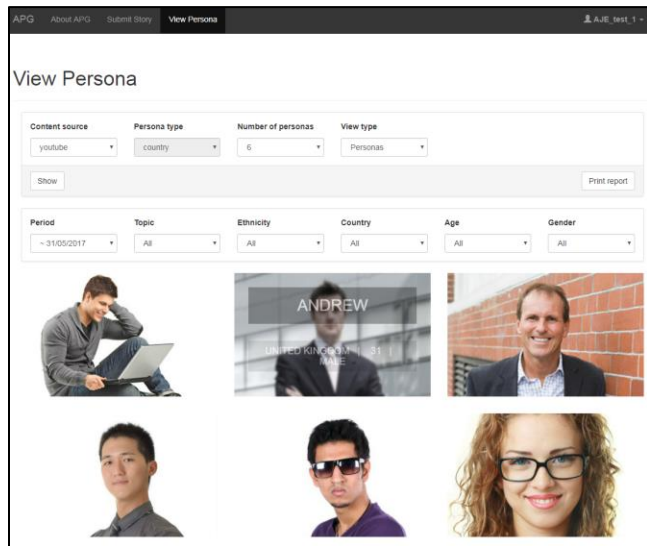 APG About APG Submit Story View Persona AJE_test_1
View Persona
Content source Persona type Number of personas View type
youtube country 6 Personas
Show Print report
Period Topic Ethnicity Country Age Gender
~ 31/05/2017 All All All All All
ANDREW
UNITED KINGDOM | 31 |
MALE